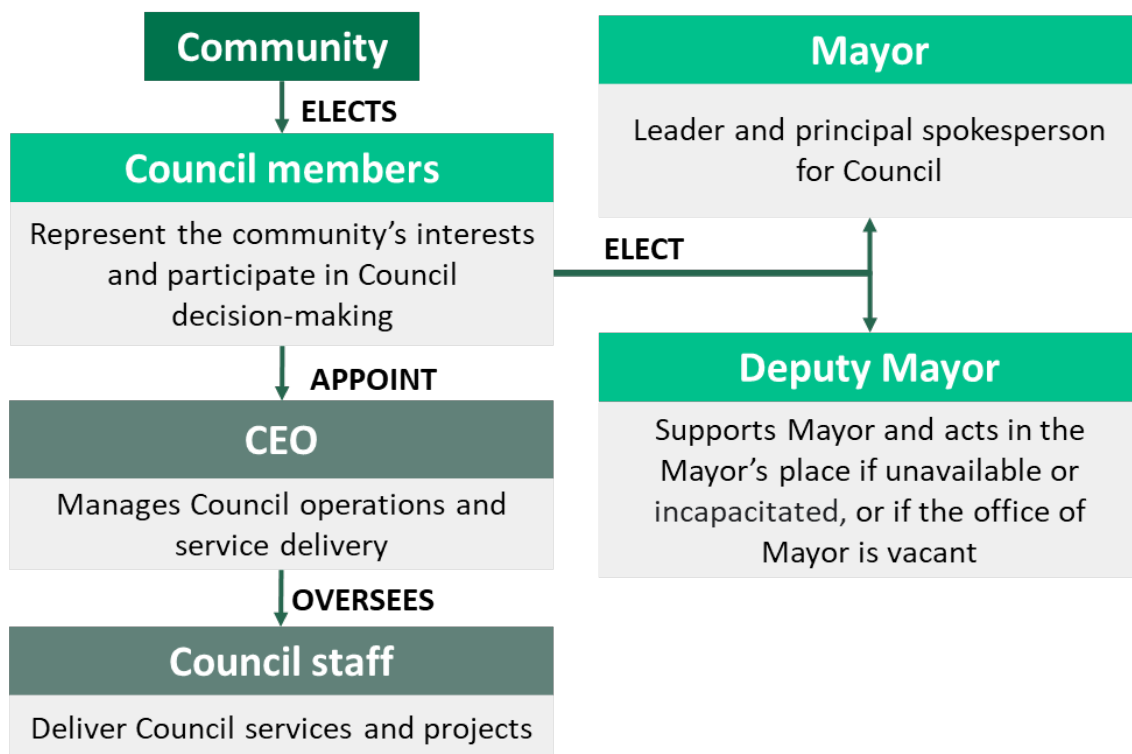 Community
ELECTS
Council members
Represent the community’s interests
and participate in Council
decision-making
APPOINT
CEO
Manages Council operations and
service delivery
OVERSEES
Council staff
Deliver Council services and projects
ELECT
Mayor
Leader and principal spokesperson
for Council
Deputy Mayor
Supports Mayor and acts in the
Mayor’s place if unavailable or
incapacitated, or if the office of
Mayor is vacant